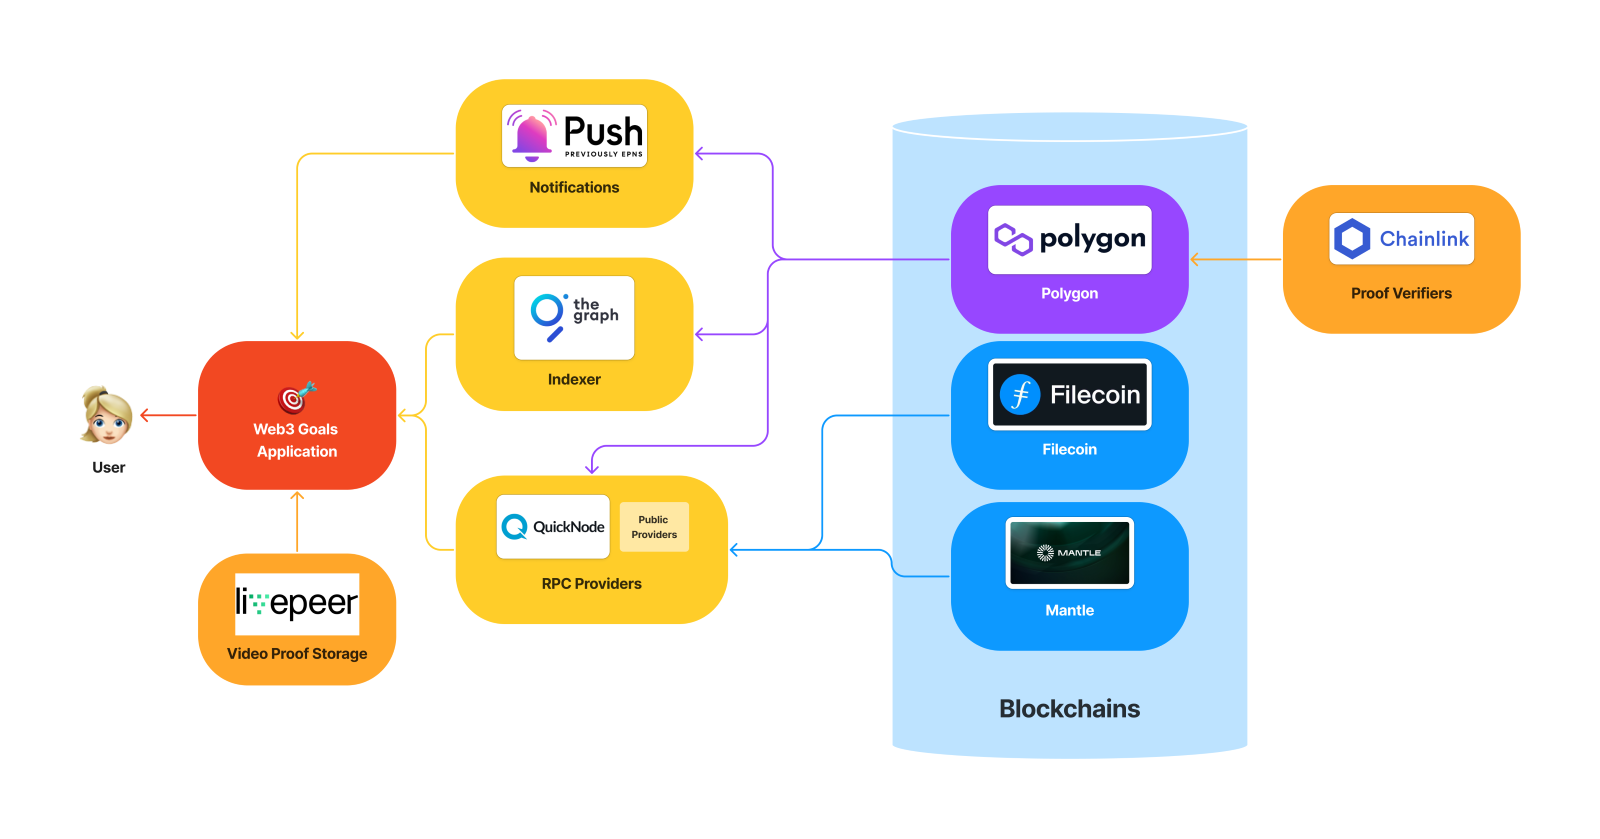 Push
PREVIOUSLY EPNS
Notifications
the
graph
Indexer
Web3 Goals
Application
User
livepeer
Video Proof Storage
QuickNode
Public
Providers
RPC Providers
polygon
Polygon
Filecoin
Filecoin
MANTLE
Mantle
Blockchains
Chainlink
Proof Verifiers